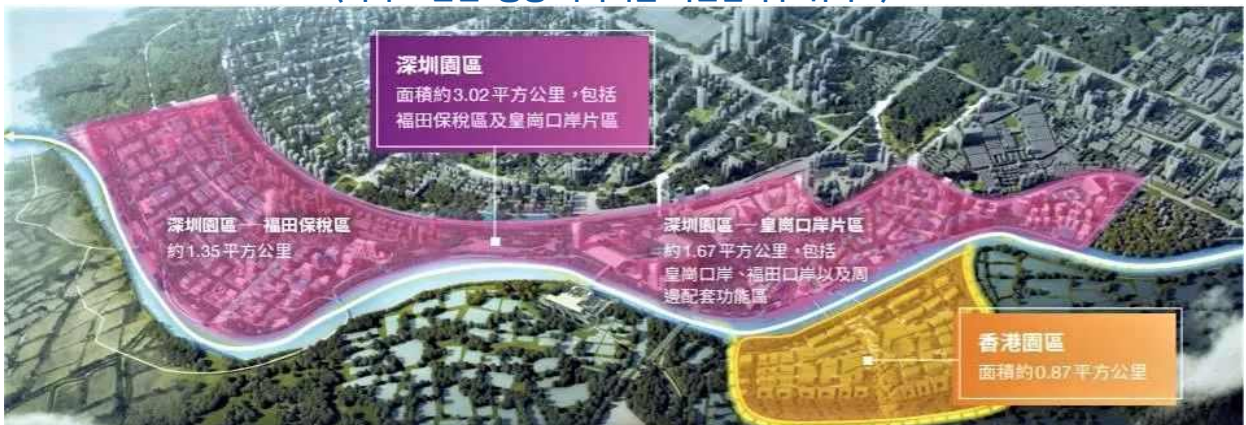 深圳園區
面積約3.02平方公里，包括
福田保稅區及皇崗口岸片區
深圳園區—福田保稅區
約1.35平方公里
深圳園區—皇崗口岸片區
約1.67平方公里，包括
皇崗口岸、福田口岸以及周
邊配套功能區
香港園區
面積約0.87平方公里